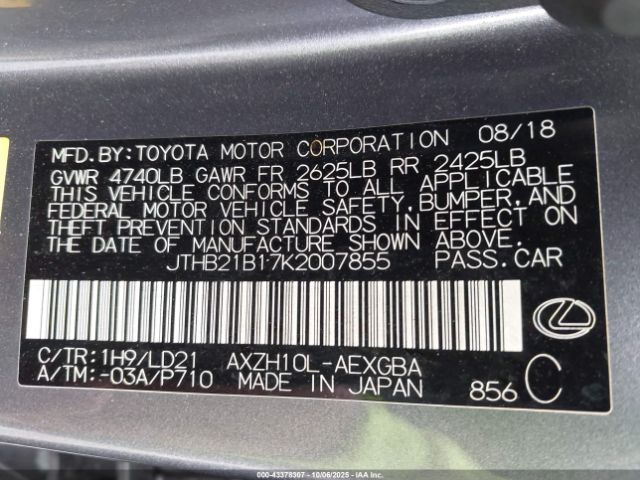 MFD.BY:TOYOTA MOTOR CORPORATION 08/18
GVWR 4740LB GAWR FR 2625LB RR 2425LB
THIS VEHICLE CONFORMS TO ALL APPLICABLE
FEDERAL MOTOR VEHICLE SAFETY,BUMPER,AND
THEFT PREVENTION STANDARDS IN EFFECT ON
THE DATE OF MANUFACTURE SHOWN ABOVE.
JTHB21B17K2007855 PASS.CAR
C/TR:1H9/LD21 AXZH10L-AEXGBA
A/TM:-03A/P710 MADE IN JAPAN 856 C
© IAA - 43378307 - 10/06/2025 - IAAI.COM